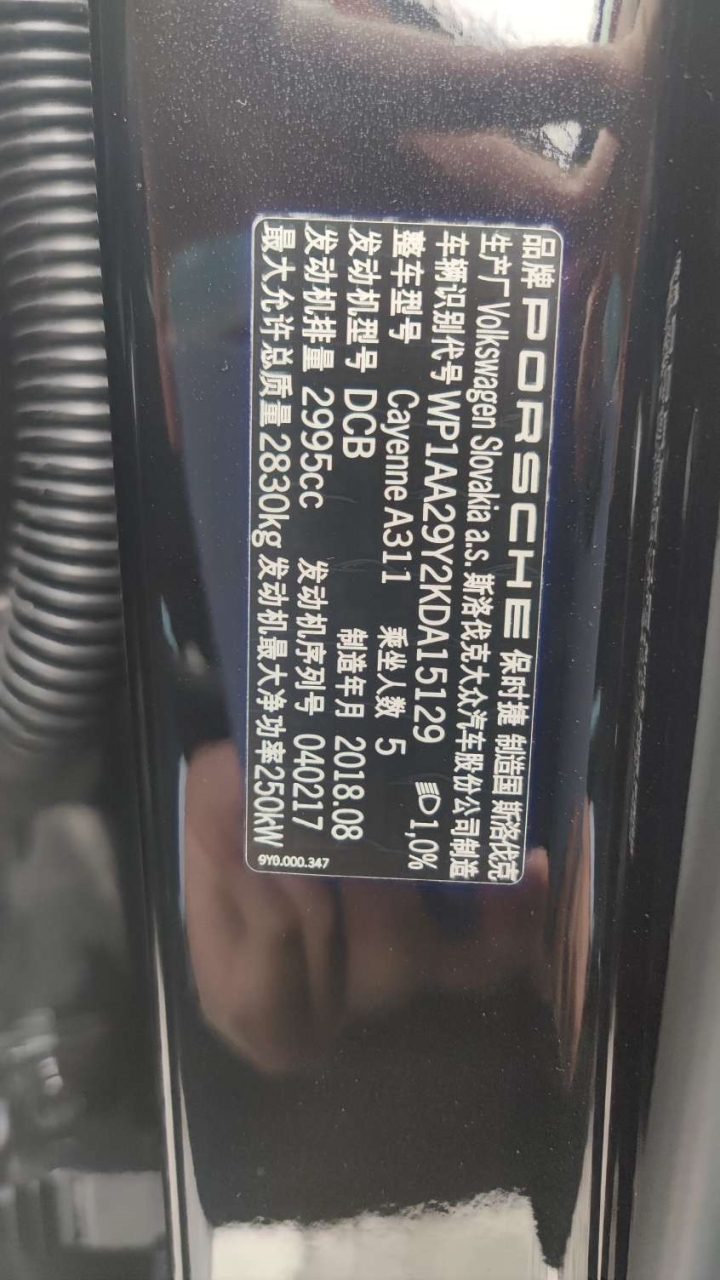 品牌 PORSCHE 保时捷 制造国 斯洛伐克
生产厂 Volkswagen Slovakia a.s. 斯洛伐克大众汽车股份公司制造
车辆识别代号 WP1AA29Y2KDA15129 1,0%
整车型号 Cayenne A311 乘坐人数 5
发动机型号 DCB 制造年月 2018.08
发动机排量 2995cc 发动机序列号 040217
最大允许总质量 2830kg 发动机最大净功率250kW
9Y0.000.347